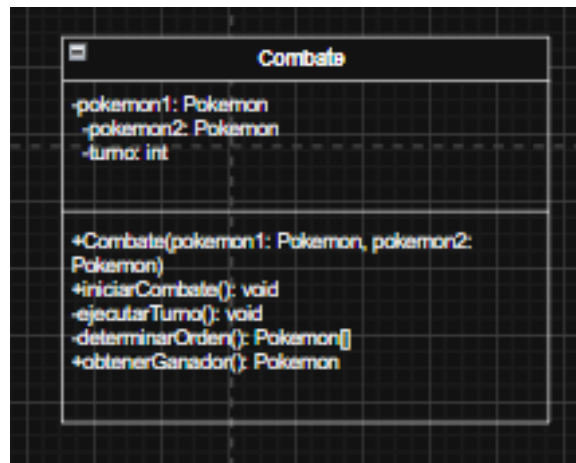 Combate
-pokemon1: Pokemon
-pokemon2: Pokemon
-turno: int
+Combate(pokemon1: Pokemon, pokemon2:
Pokemon)
+iniciarCombate(): void
-ejecutarTurno(): void
-determinarOrden(): Pokemon[]
+obtenerGanador(): Pokemon